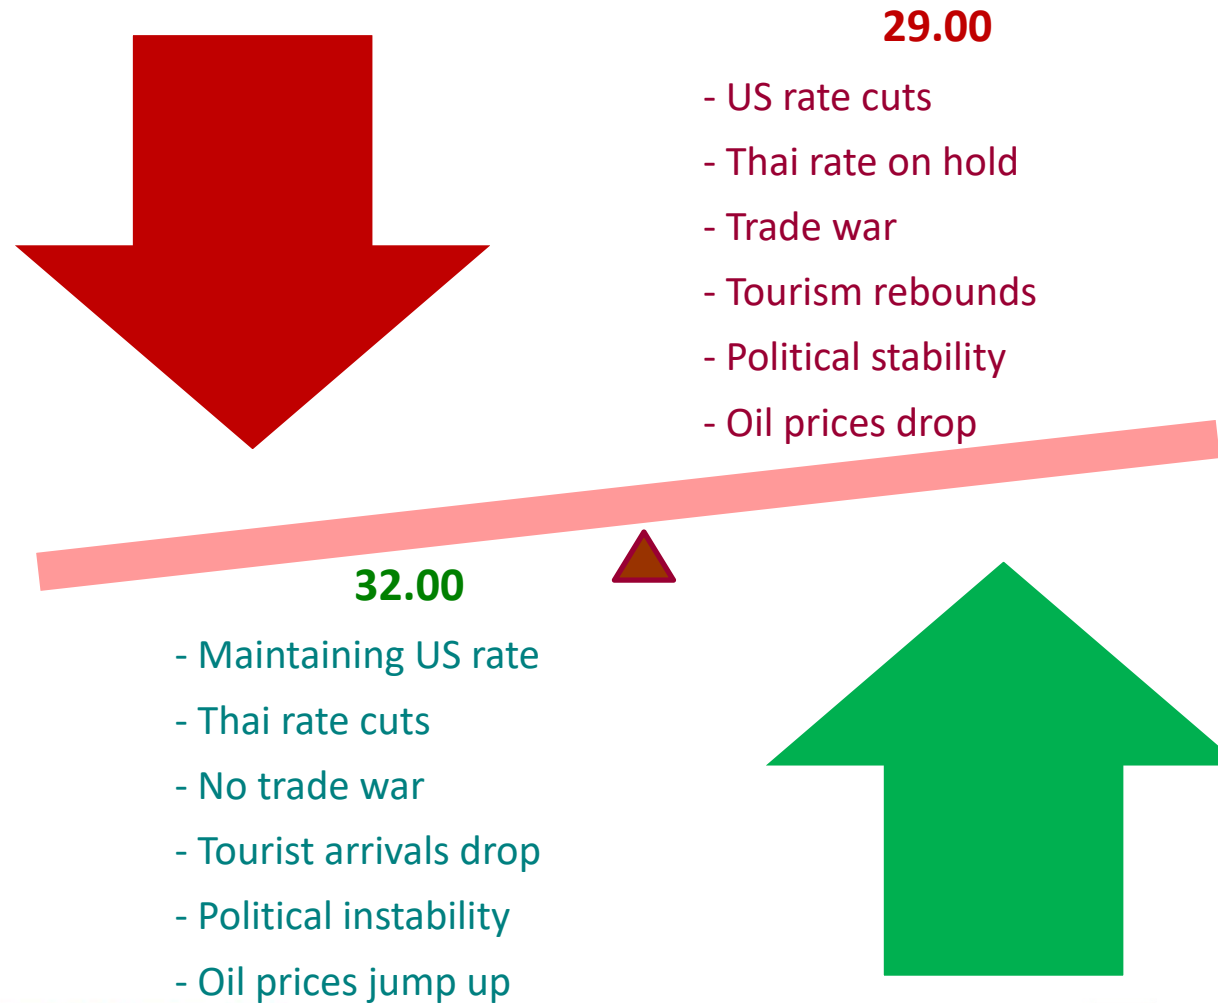 29.00
- US rate cuts
- Thai rate on hold
- Trade war
- Tourism rebounds
- Political stability
- Oil prices drop
32.00
- Maintaining US rate
- Thai rate cuts
- No trade war
- Tourist arrivals drop
- Political instability
- Oil prices jump up